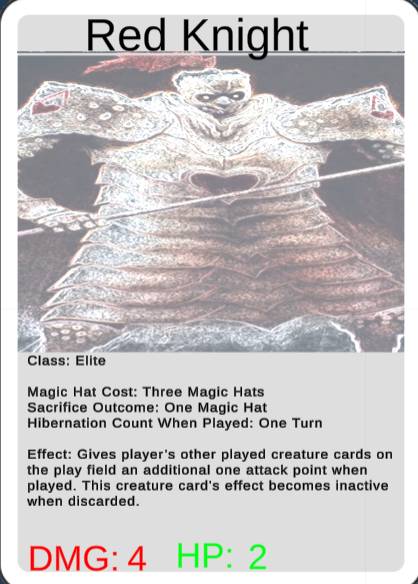 Red Knight
Class: Elite
Magic Hat Cost: Three Magic Hats
Sacrifice Outcome: One Magic Hat
Hibernation Count When Played: One Turn
Effect: Gives player's other played creature cards on
the play field an additional one attack point when
played. This creature card's effect becomes inactive
when discarded.
DMG: 4 HP: 2